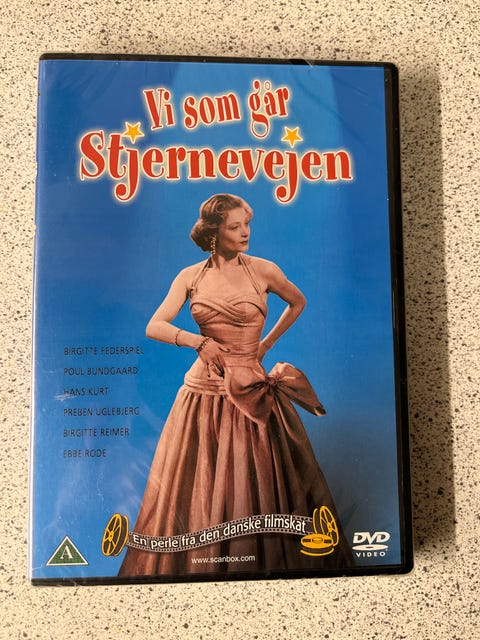 Vi som går
Stjernevejen
BIRGITTE FEDERSPIEL
POUL BUNDGAARD
HANS KURT
PREBEN UGLEBJERG
BIRGITTE REIMER
EBBE RODE
En perle fra den danske filmskat
www.scanbox.com
A
DVD
VIDEO